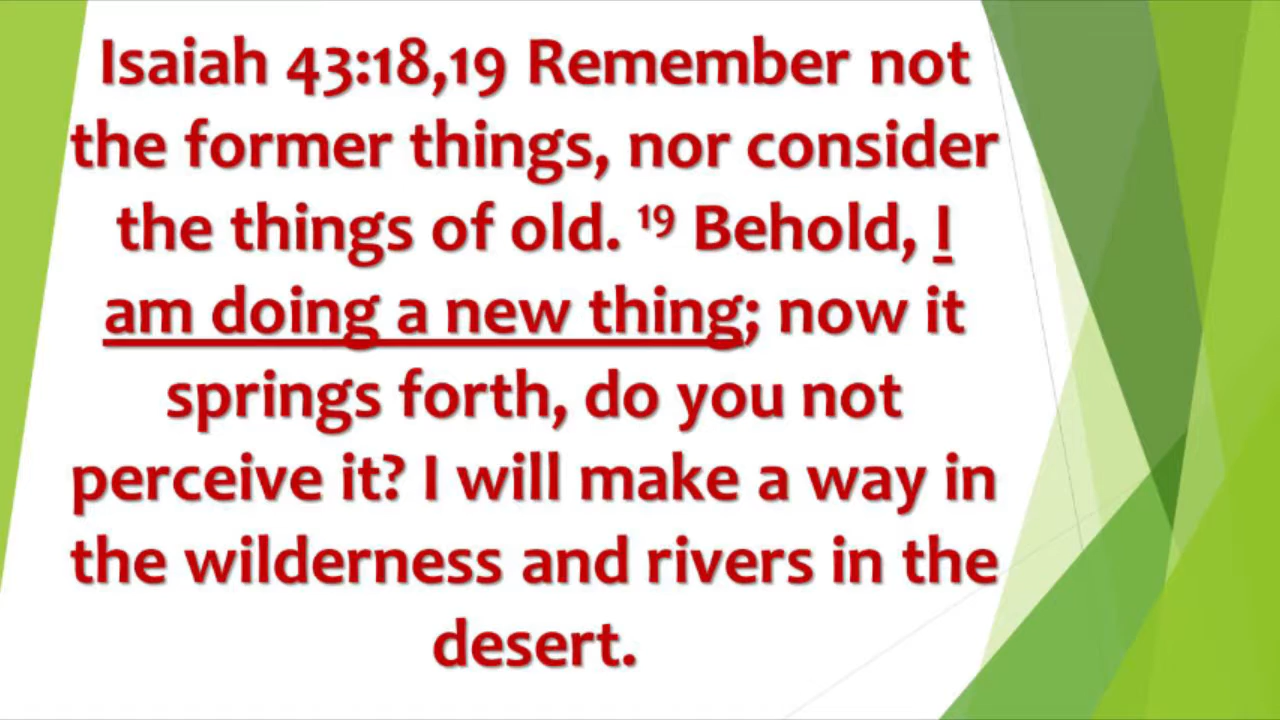 Isaiah 43:18,19 Remember not
the former things, nor consider
the things of old. ¹⁹ Behold, I
am doing a new thing; now it
springs forth, do you not
perceive it? I will make a way in
the wilderness and rivers in the
desert.